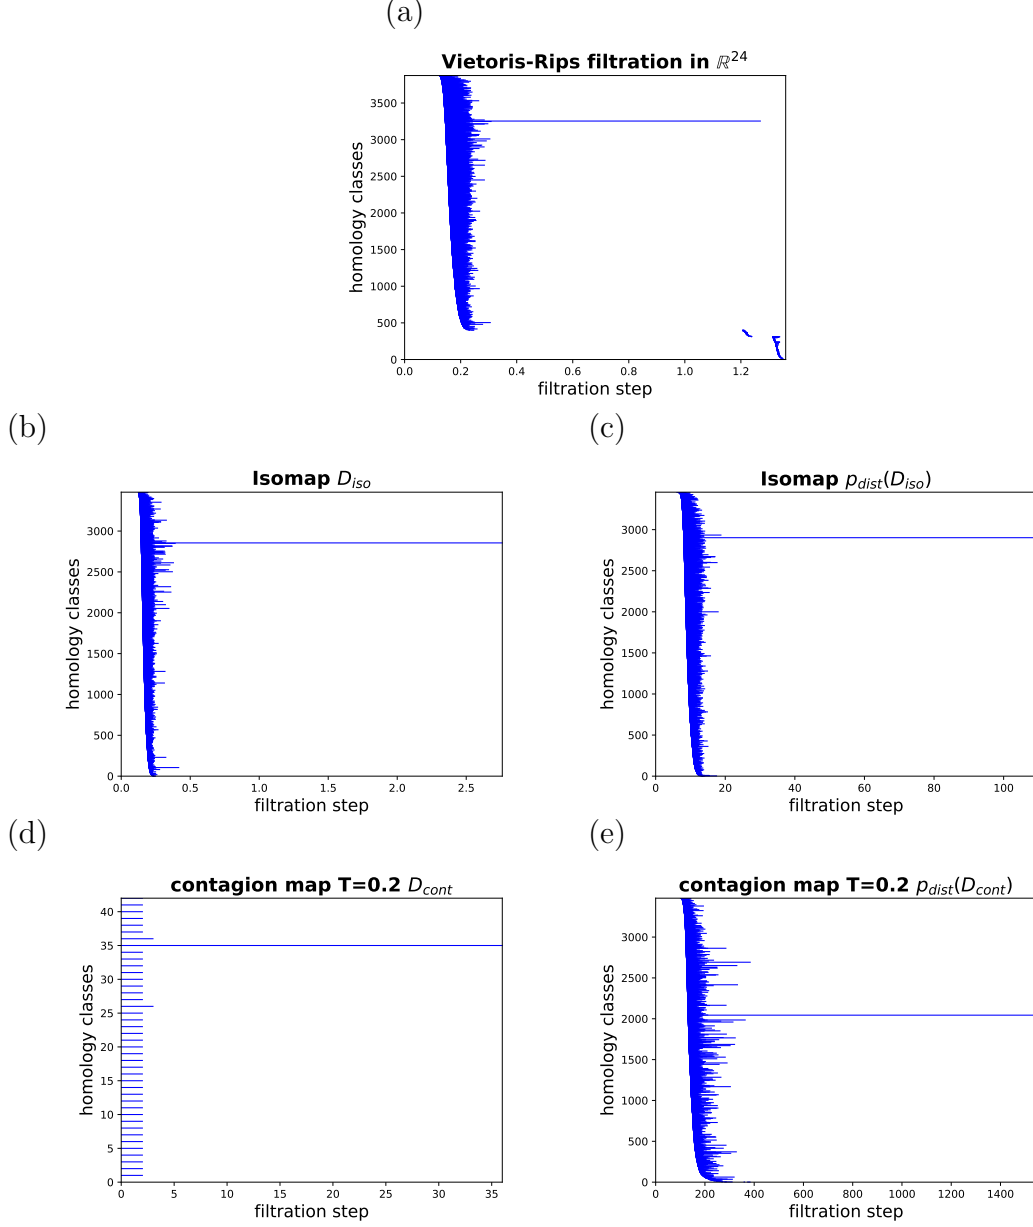 (a)
Vietoris-Rips filtration in ℝ²⁴
3500
3000
2500
2000
1500
1000
500
0
homology classes
0.0 0.2 0.4 0.6 0.8 1.0 1.2
filtration step
(b) (c)
Isomap D_iso
3000
2500
2000
1500
1000
500
0
homology classes
0.0 0.5 1.0 1.5 2.0 2.5
filtration step
Isomap p_dist(D_iso)
3000
2500
2000
1500
1000
500
0
homology classes
0 20 40 60 80 100
filtration step
(d) (e)
contagion map T=0.2 D_cont
40
35
30
25
20
15
10
5
0
homology classes
0 5 10 15 20 25 30 35
filtration step
contagion map T=0.2 p_dist(D_cont)
3000
2500
2000
1500
1000
500
0
homology classes
0 200 400 600 800 1000 1200 1400
filtration step